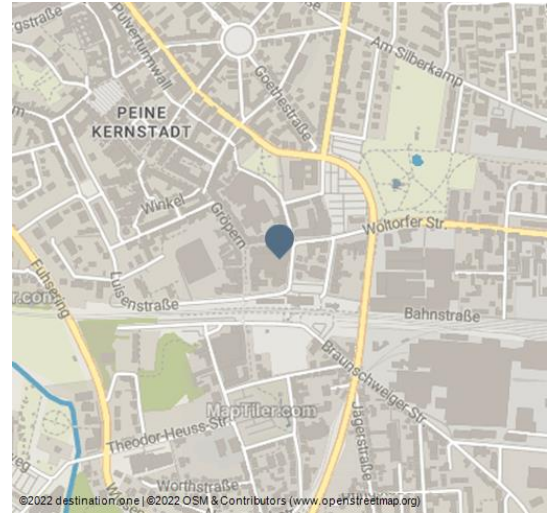 Pulverturmwall
Am Silberkamp
Goethestraße
PEINE
KERNSTADT
Winkel
Gröpern
Woltorfer Str.
Fuhsering
Luisenstraße
Bahnstraße
Braunschweiger Str.
MapTiler.com
Jägerstraße
Theodor-Heuss-Str.
Wörthstraße
©2022 destination.one | ©2022 OSM & Contributors (www.openstreetmap.org)